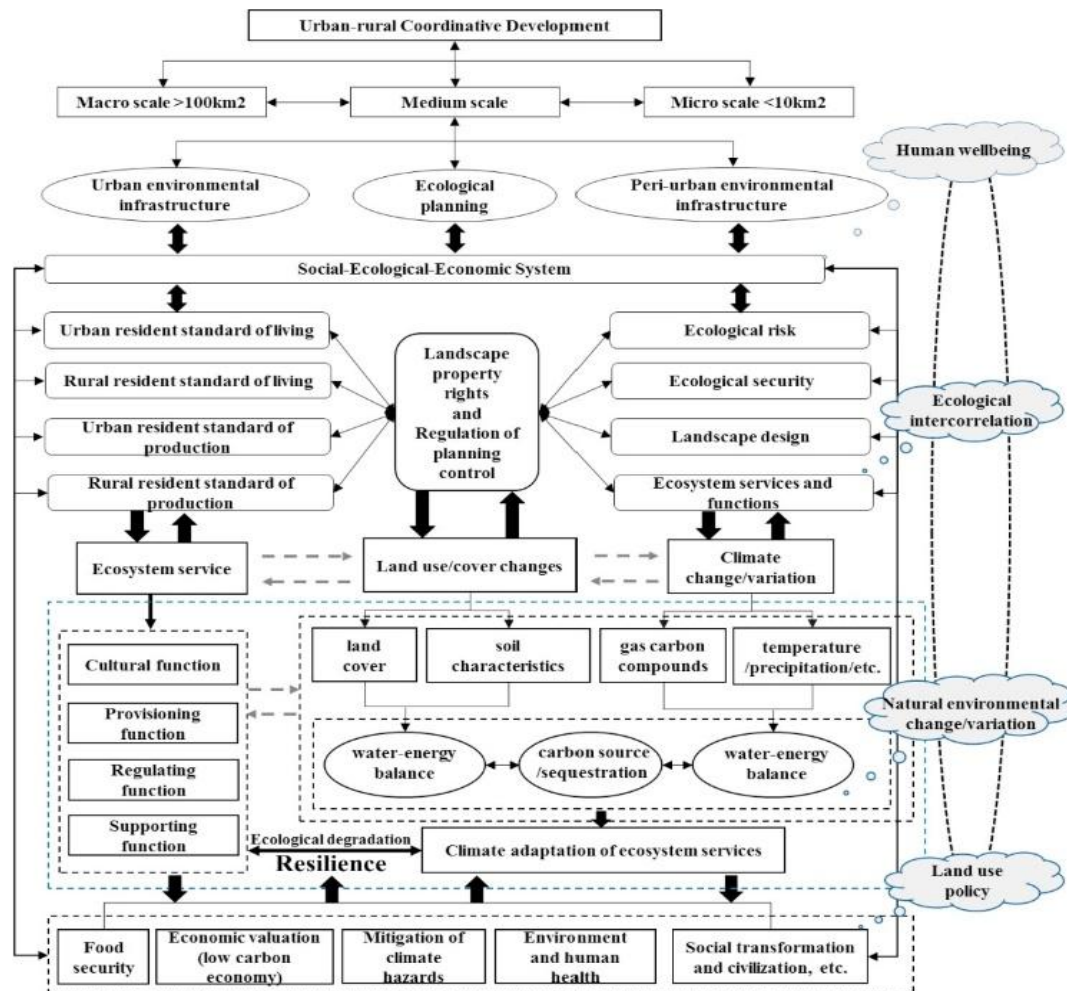 Urban-rural Coordinative Development
Macro scale >100km2
Medium scale
Micro scale <10km2
Human wellbeing
Urban environmental
infrastructure
Ecological
planning
Peri-urban environmental
infrastructure
Social-Ecological-Economic System
Urban resident standard of living
Rural resident standard of living
Urban resident standard of
production
Rural resident standard of
production
Landscape
property
rights
and
Regulation of
planning
control
Ecological risk
Ecological security
Landscape design
Ecosystem services and
functions
Ecological
intercorrelation
Ecosystem service
Land use/cover changes
Climate
change/variation
Cultural function
Provisioning
function
Regulating
function
Supporting
function
land
cover
soil
characteristics
gas carbon
compounds
temperature
/precipitation/etc.
Natural environmental
change/variation
water-energy
balance
carbon source
/sequestration
water-energy
balance
Ecological degradation
Resilience
Climate adaptation of ecosystem services
Land use
policy
Food
security
Economic valuation
(low carbon
economy)
Mitigation of
climate
hazards
Environment
and human
health
Social transformation
and civilization, etc.